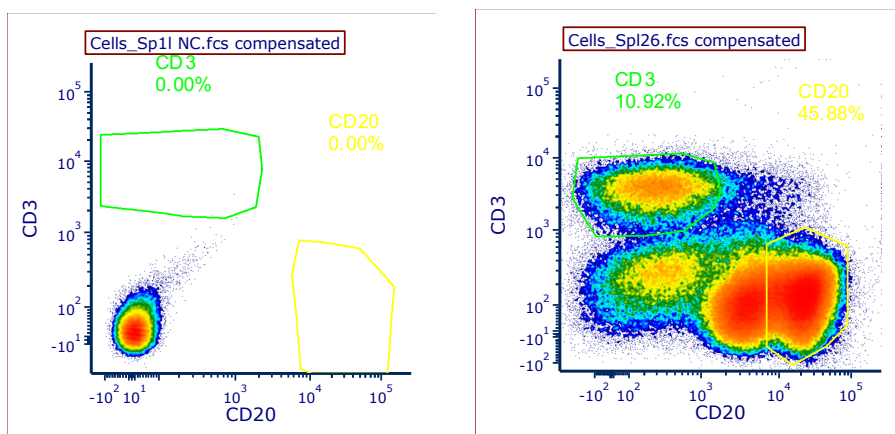 Cells_Sp1l NC.fcs compensated
CD3
0.00%
CD20
0.00%
10^5
10^4
10^3
10^2
-10^1
CD3
-10^2 10^1 10^3 10^4 10^5
CD20
Cells_Spl26.fcs compensated
CD3
10.92%
CD20
45.88%
10^5
10^4
10^3
10^2
-10^1
-10^2
CD3
-10^2 10^2 10^3 10^4 10^5
CD20